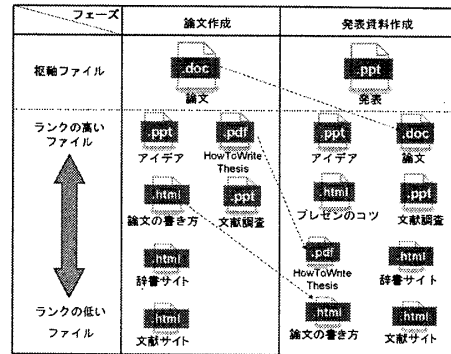 フェーズ
論文作成
発表資料作成
枢軸ファイル
.doc
論文
.ppt
発表
ランクの高い
ファイル
.ppt
アイデア
.pdf
HowToWrite
Thesis
.ppt
アイデア
.doc
論文
.html
論文の書き方
.ppt
文献調査
.html
プレゼンのコツ
.ppt
文献調査
.html
辞書サイト
.pdf
HowToWrite
Thesis
.html
辞書サイト
ランクの低い
ファイル
.html
文献サイト
.html
論文の書き方
.html
文献サイト